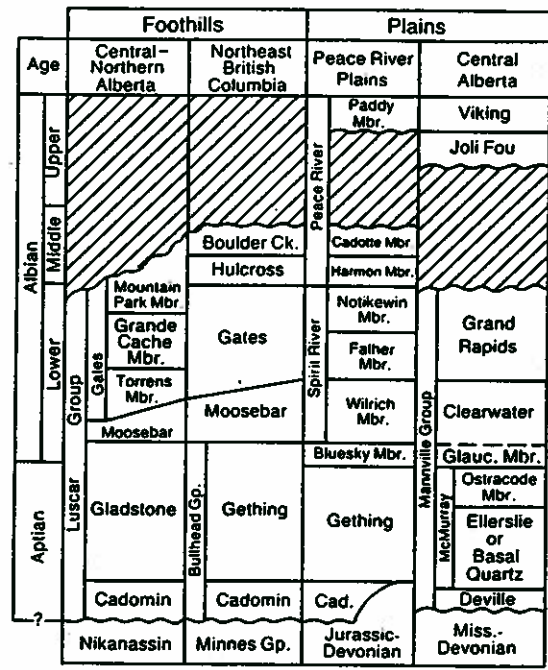 Foothills
Plains
Age
Central–
Northern
Alberta
Northeast
British
Columbia
Peace River
Plains
Central
Alberta
Albian
Upper
Middle
Lower
Aptian
?
Luscar Group
Gates
Mountain
Park Mbr.
Grande
Cache
Mbr.
Torrens
Mbr.
Moosebar
Gladstone
Cadomin
Nikanassin
Boulder Ck.
Hulcross
Gates
Moosebar
Bullhead Gp.
Gething
Cadomin
Minnes Gp.
Peace River
Paddy
Mbr.
Cadotte Mbr.
Harmon Mbr.
Spirit River
Notikewin
Mbr.
Falher
Mbr.
Wilrich
Mbr.
Bluesky Mbr.
Gething
Cad.
Jurassic-
Devonian
Viking
Joli Fou
Mannville Group
Grand
Rapids
Clearwater
Glauc. Mbr.
McMurray
Ostracode
Mbr.
Ellerslie
or
Basal
Quartz
Deville
Miss.-
Devonian